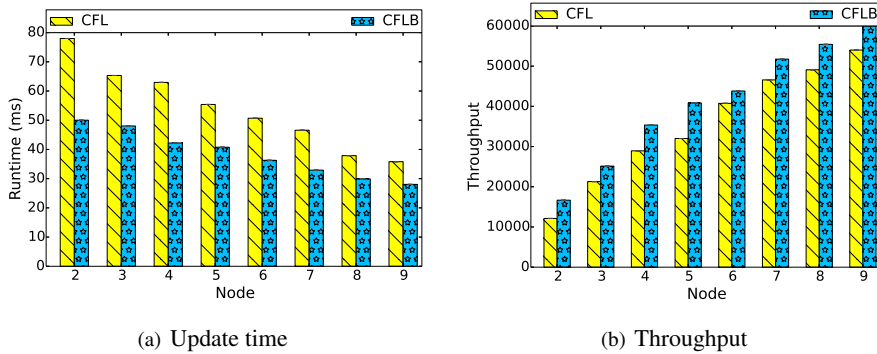 CFL CFLB
80
70
60
50
40
30
20
10
0
Runtime (ms)
2 3 4 5 6 7 8 9
Node
(a) Update time
CFL CFLB
60000
50000
40000
30000
20000
10000
0
Throughput
2 3 4 5 6 7 8 9
Node
(b) Throughput